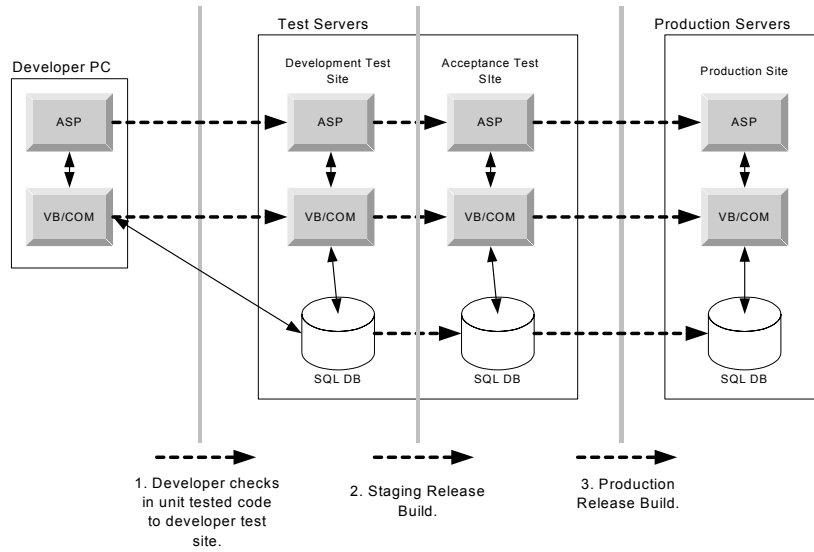 Test Servers
Production Servers
Developer PC
Development Test
Site
Acceptance Test
SIte
Production Site
ASP
ASP
ASP
ASP
VB/COM
VB/COM
VB/COM
VB/COM
SQL DB
SQL DB
SQL DB
1. Developer checks
in unit tested code
to developer test
site.
2. Staging Release
Build.
3. Production
Release Build.